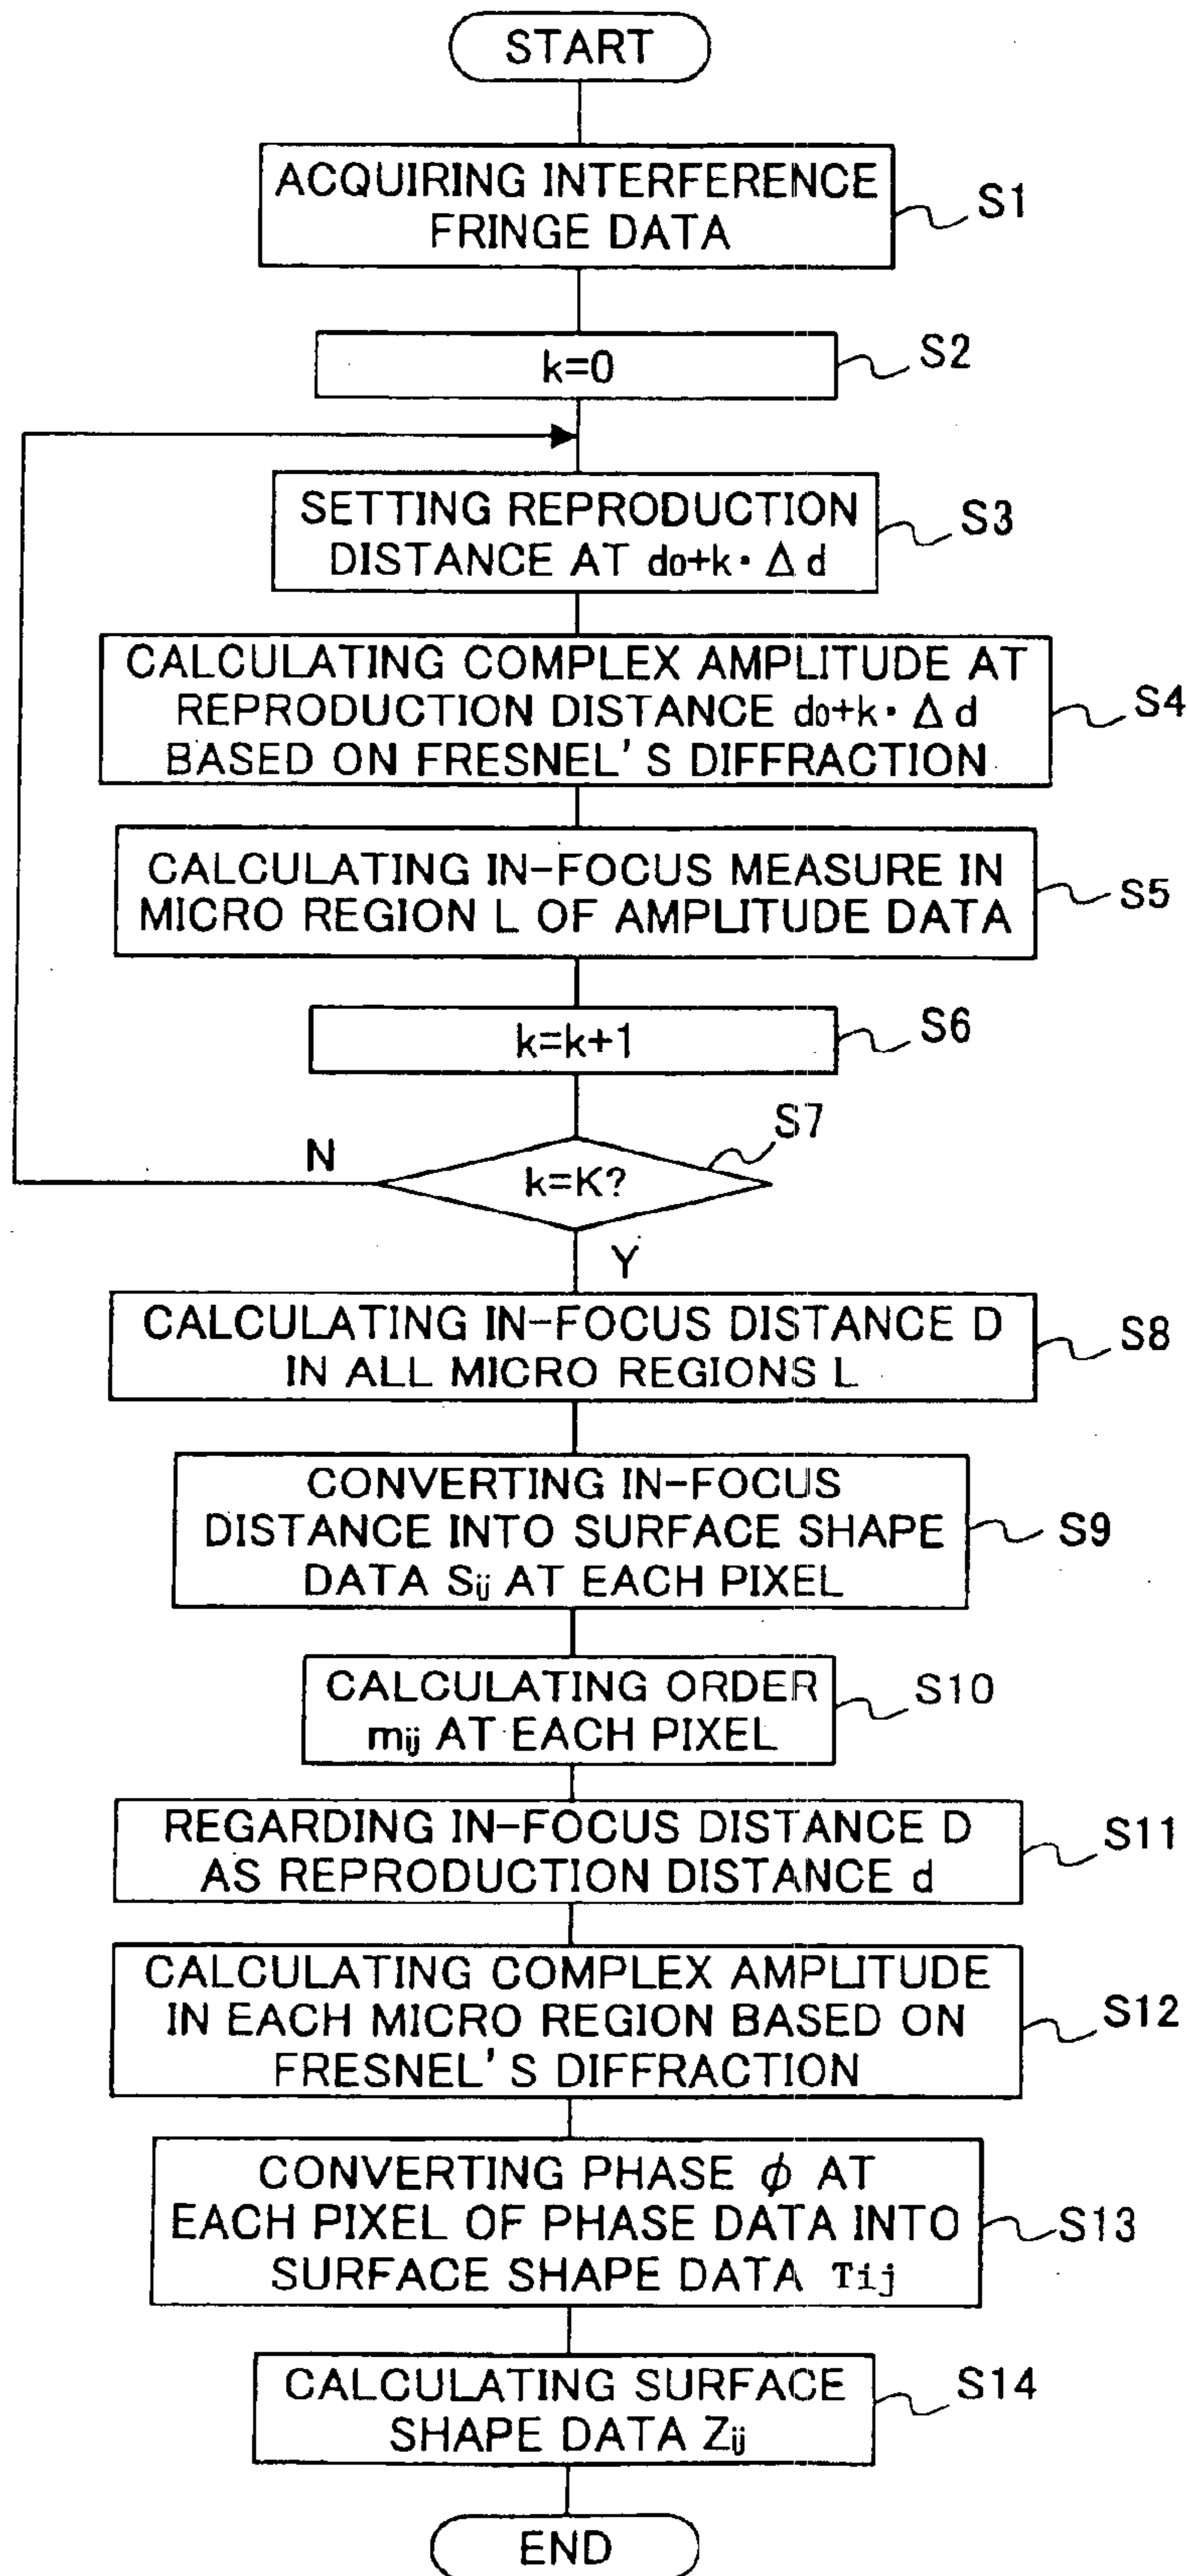 START
ACQUIRING INTERFERENCE
FRINGE DATA
S1
k=0
S2
SETTING REPRODUCTION
DISTANCE AT d0+k・Δd
S3
CALCULATING COMPLEX AMPLITUDE AT
REPRODUCTION DISTANCE d0+k・Δd
BASED ON FRESNEL'S DIFFRACTION
S4
CALCULATING IN-FOCUS MEASURE IN
MICRO REGION L OF AMPLITUDE DATA
S5
k=k+1
S6
S7
N
k=K?
Y
CALCULATING IN-FOCUS DISTANCE D
IN ALL MICRO REGIONS L
S8
CONVERTING IN-FOCUS
DISTANCE INTO SURFACE SHAPE
DATA Sij AT EACH PIXEL
S9
CALCULATING ORDER
mij AT EACH PIXEL
S10
REGARDING IN-FOCUS DISTANCE D
AS REPRODUCTION DISTANCE d
S11
CALCULATING COMPLEX AMPLITUDE
IN EACH MICRO REGION BASED ON
FRESNEL'S DIFFRACTION
S12
CONVERTING PHASE ϕ AT
EACH PIXEL OF PHASE DATA INTO
SURFACE SHAPE DATA Tij
S13
CALCULATING SURFACE
SHAPE DATA Zij
S14
END